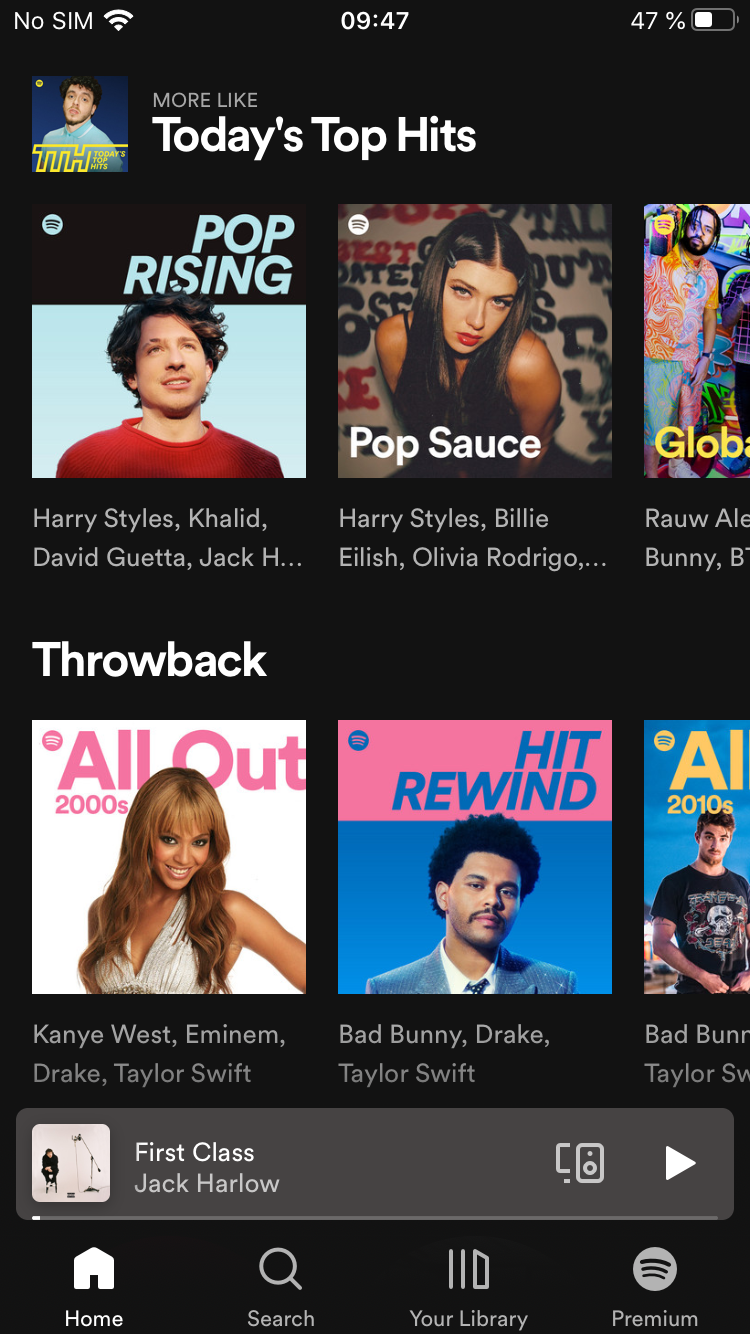 No SIM 09:47 47 %
MORE LIKE
Today's Top Hits
TTH TODAY'S
TOP
HITS
POP
RISING
Pop Sauce
Harry Styles, Khalid,
David Guetta, Jack H...
Harry Styles, Billie
Eilish, Olivia Rodrigo,...
Rauw Ale
Bunny, BT
Throwback
All Out
2000s
HIT
REWIND
All
2010s
Kanye West, Eminem,
Drake, Taylor Swift
Bad Bunny, Drake,
Taylor Swift
Bad Bunn
Taylor Sw
First Class
Jack Harlow
Home
Search
Your Library
Premium